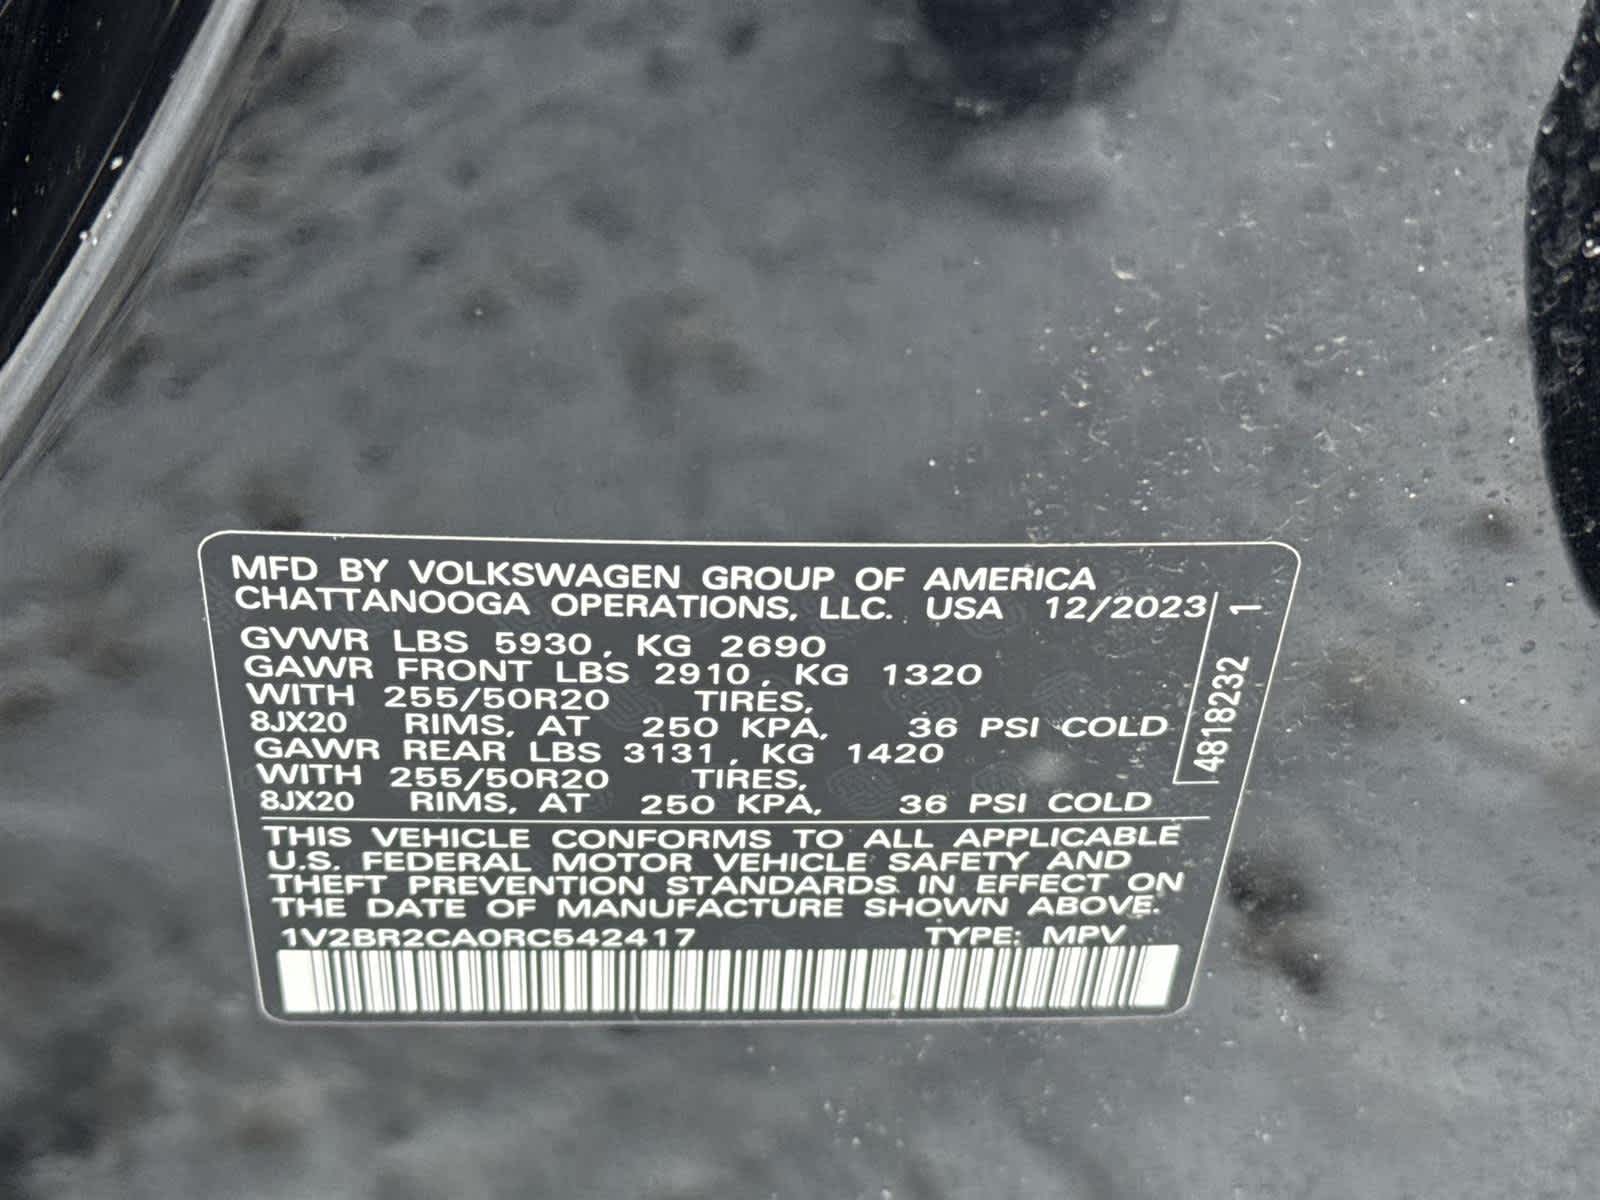 MFD BY VOLKSWAGEN GROUP OF AMERICA
CHATTANOOGA OPERATIONS, LLC. USA 12/2023
GVWR LBS 5930, KG 2690
GAWR FRONT LBS 2910, KG 1320
WITH 255/50R20 TIRES,
8JX20 RIMS, AT 250 KPA, 36 PSI COLD
GAWR REAR LBS 3131, KG 1420
WITH 255/50R20 TIRES,
8JX20 RIMS, AT 250 KPA, 36 PSI COLD
THIS VEHICLE CONFORMS TO ALL APPLICABLE
U.S. FEDERAL MOTOR VEHICLE SAFETY AND
THEFT PREVENTION STANDARDS IN EFFECT ON
THE DATE OF MANUFACTURE SHOWN ABOVE.
1V2BR2CA0RC542417 TYPE: MPV
4818232 1